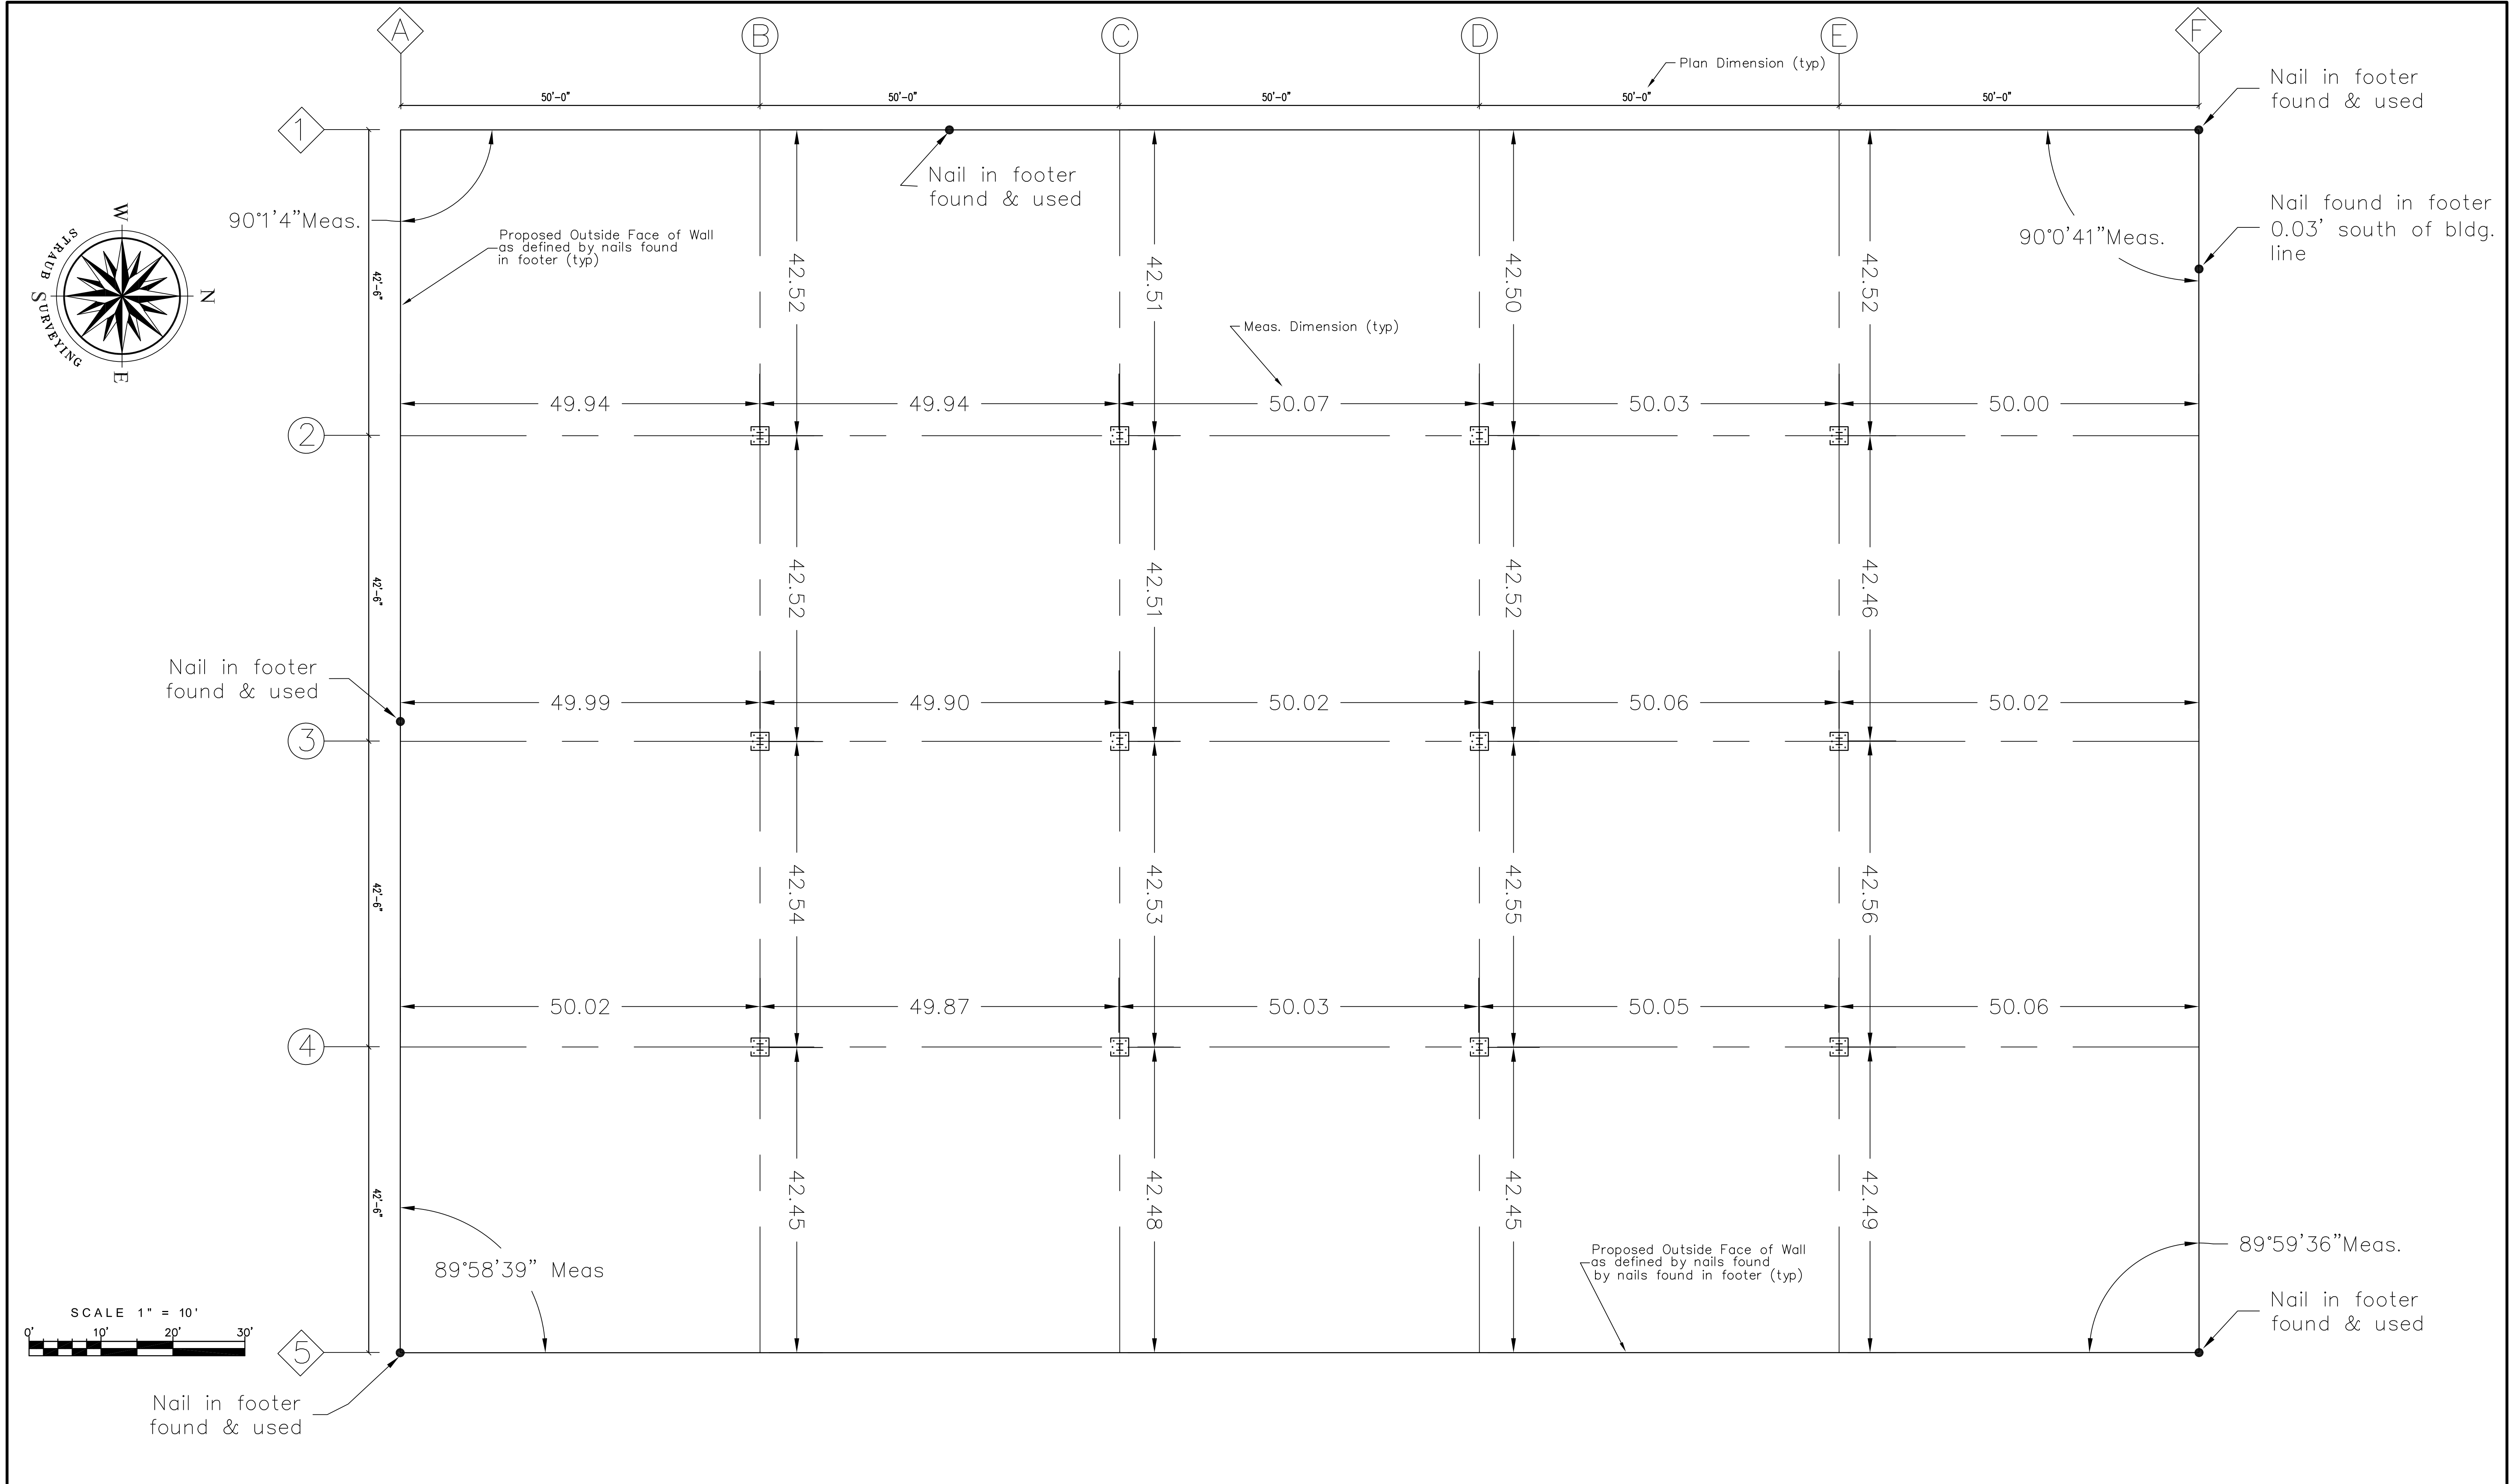 A
B
C
D
E
F
Plan Dimension (typ)
50'-0"
50'-0"
50'-0"
50'-0"
50'-0"
Nail in footer
found & used
1
Nail in footer
found & used
90°1'4"Meas.
90°0'41"Meas.
Nail found in footer
0.03' south of bldg.
line
Proposed Outside Face of Wall
as defined by nails found
in footer (typ)
W
N
E
STRAUB SURVEYING
42'-6"
42.52
42.51
42.50
42.52
Meas. Dimension (typ)
49.94
49.94
50.07
50.03
50.00
2
42'-6"
42.52
42.51
42.52
42.46
Nail in footer
found & used
49.99
49.90
50.02
50.06
50.02
3
42'-6"
42.54
42.53
42.55
42.56
50.02
49.87
50.03
50.05
50.06
4
42'-6"
42.45
42.48
42.45
42.49
89°58'39" Meas
Proposed Outside Face of Wall
as defined by nails found
by nails found in footer (typ)
89°59'36"Meas.
Nail in footer
found & used
SCALE 1" = 10'
0' 10' 20' 30'
5
Nail in footer
found & used